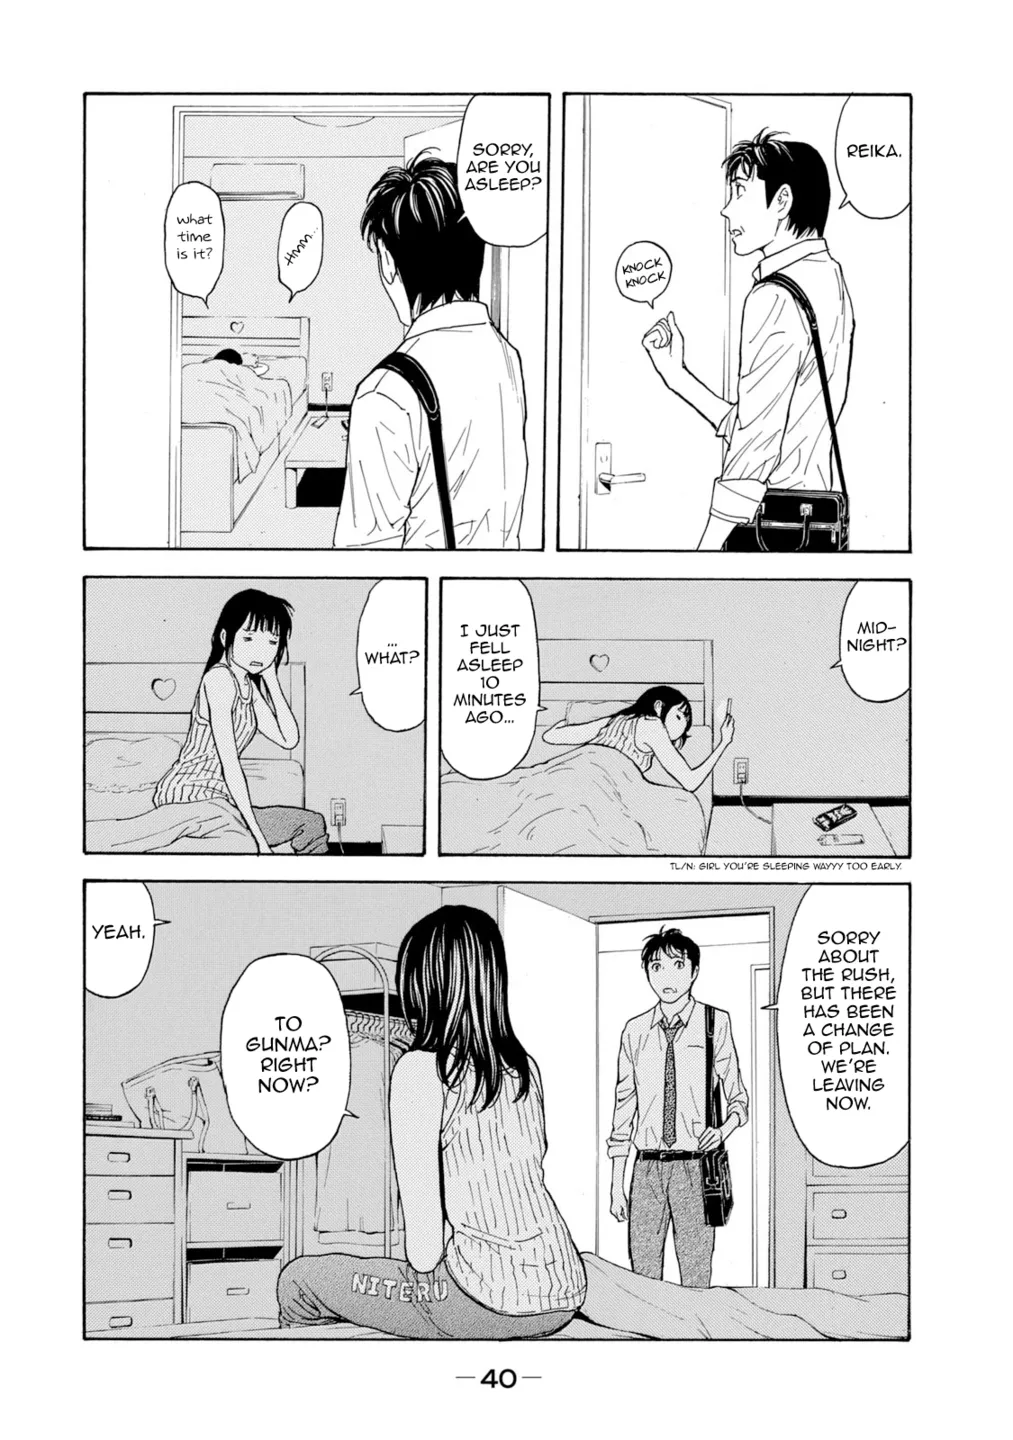 REIKA.
KNOCK
KNOCK
SORRY,
ARE YOU
ASLEEP?
HMM...
what
time
is it?
MID-
NIGHT?
I JUST
FELL
ASLEEP
10
MINUTES
AGO...
TL/N: GIRL YOU'RE SLEEPING WAYYY TOO EARLY.
...
WHAT?
SORRY
ABOUT
THE RUSH,
BUT THERE
HAS BEEN
A CHANGE
OF PLAN.
WE'RE
LEAVING
NOW.
TO
GUNMA?
RIGHT
NOW?
YEAH.
NITERU
—40—